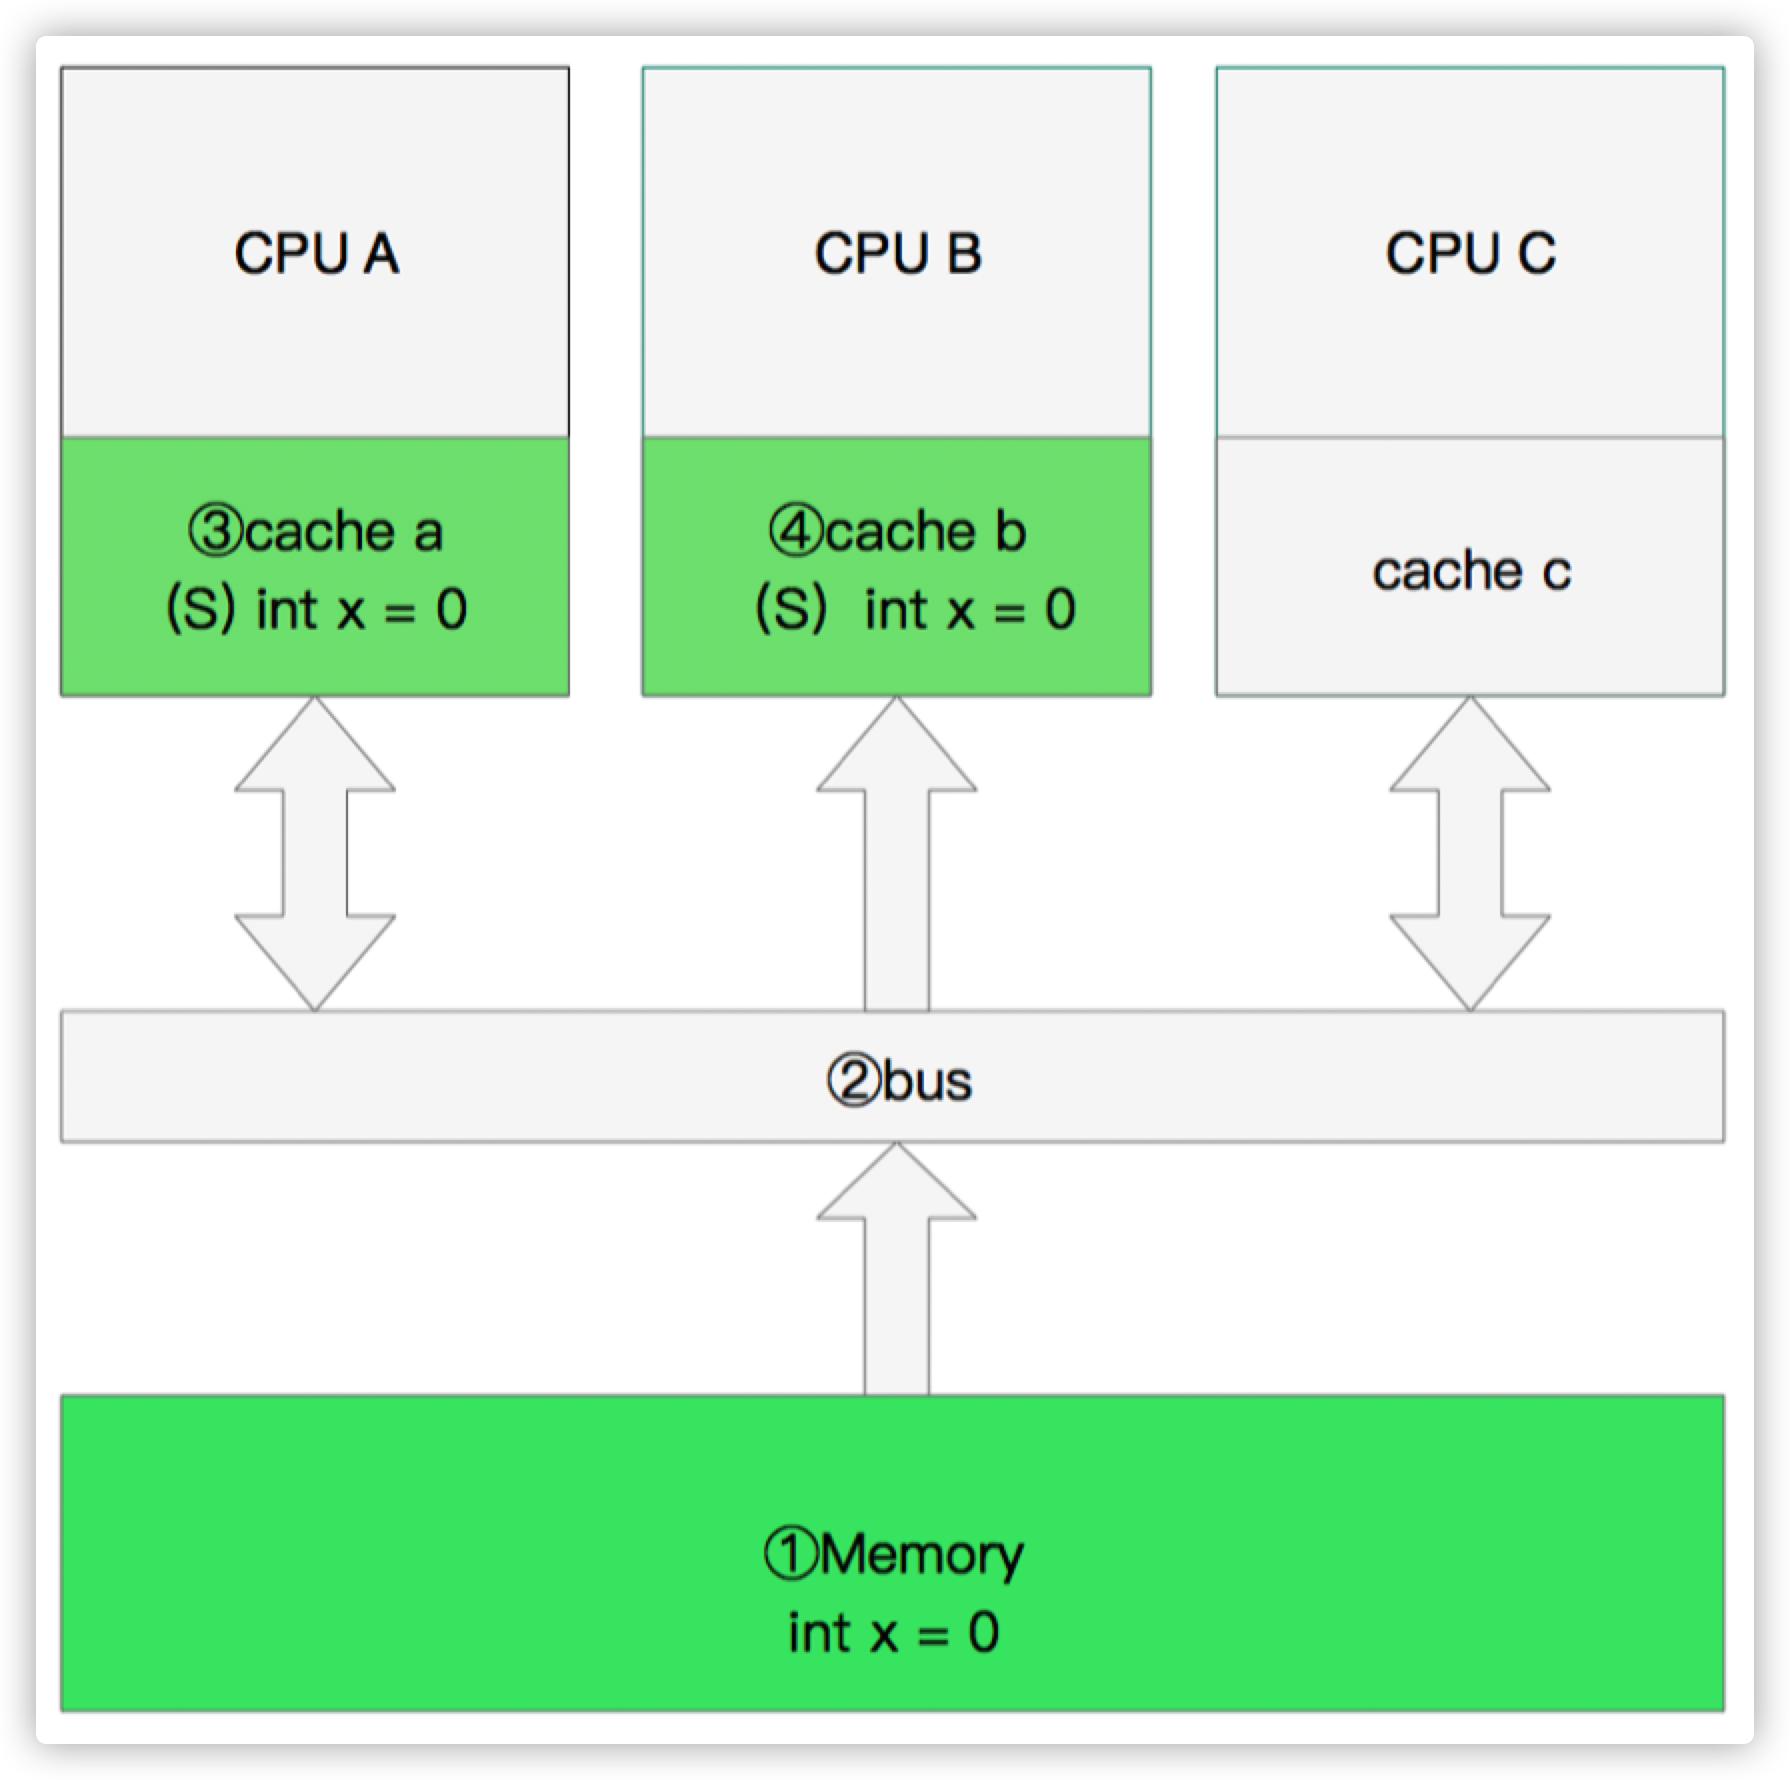 CPU A
CPU B
CPU C
③cache a
(S) int x = 0
④cache b
(S) int x = 0
cache c
②bus
①Memory
int x = 0